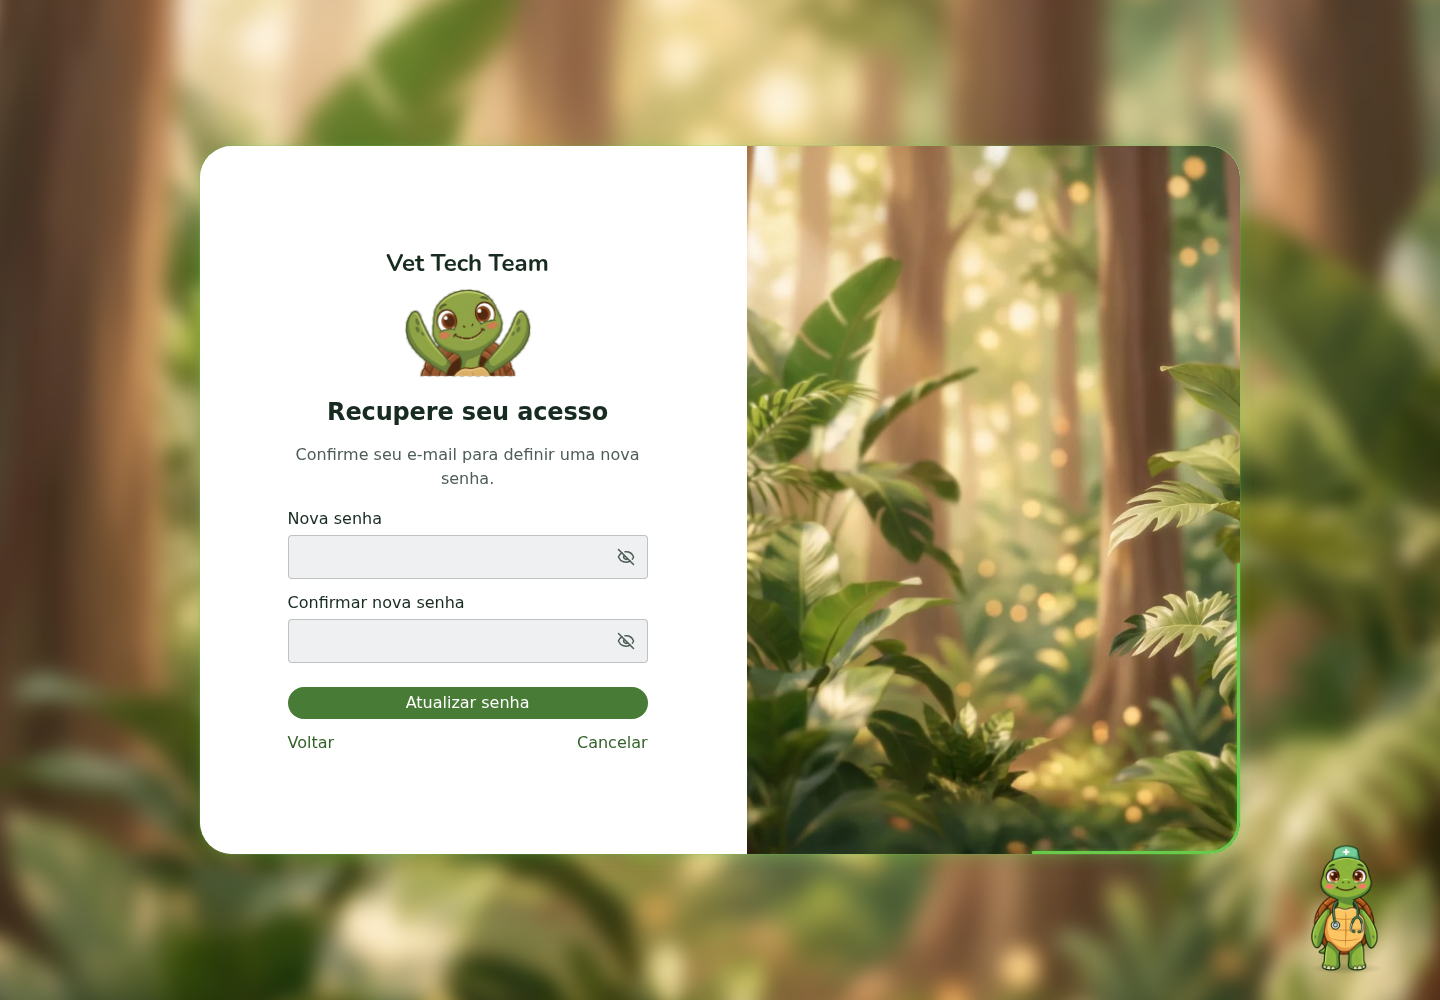 Vet Tech Team
Recupere seu acesso
Confirme seu e-mail para definir uma nova
senha.
Nova senha
Confirmar nova senha
Atualizar senha
Voltar
Cancelar